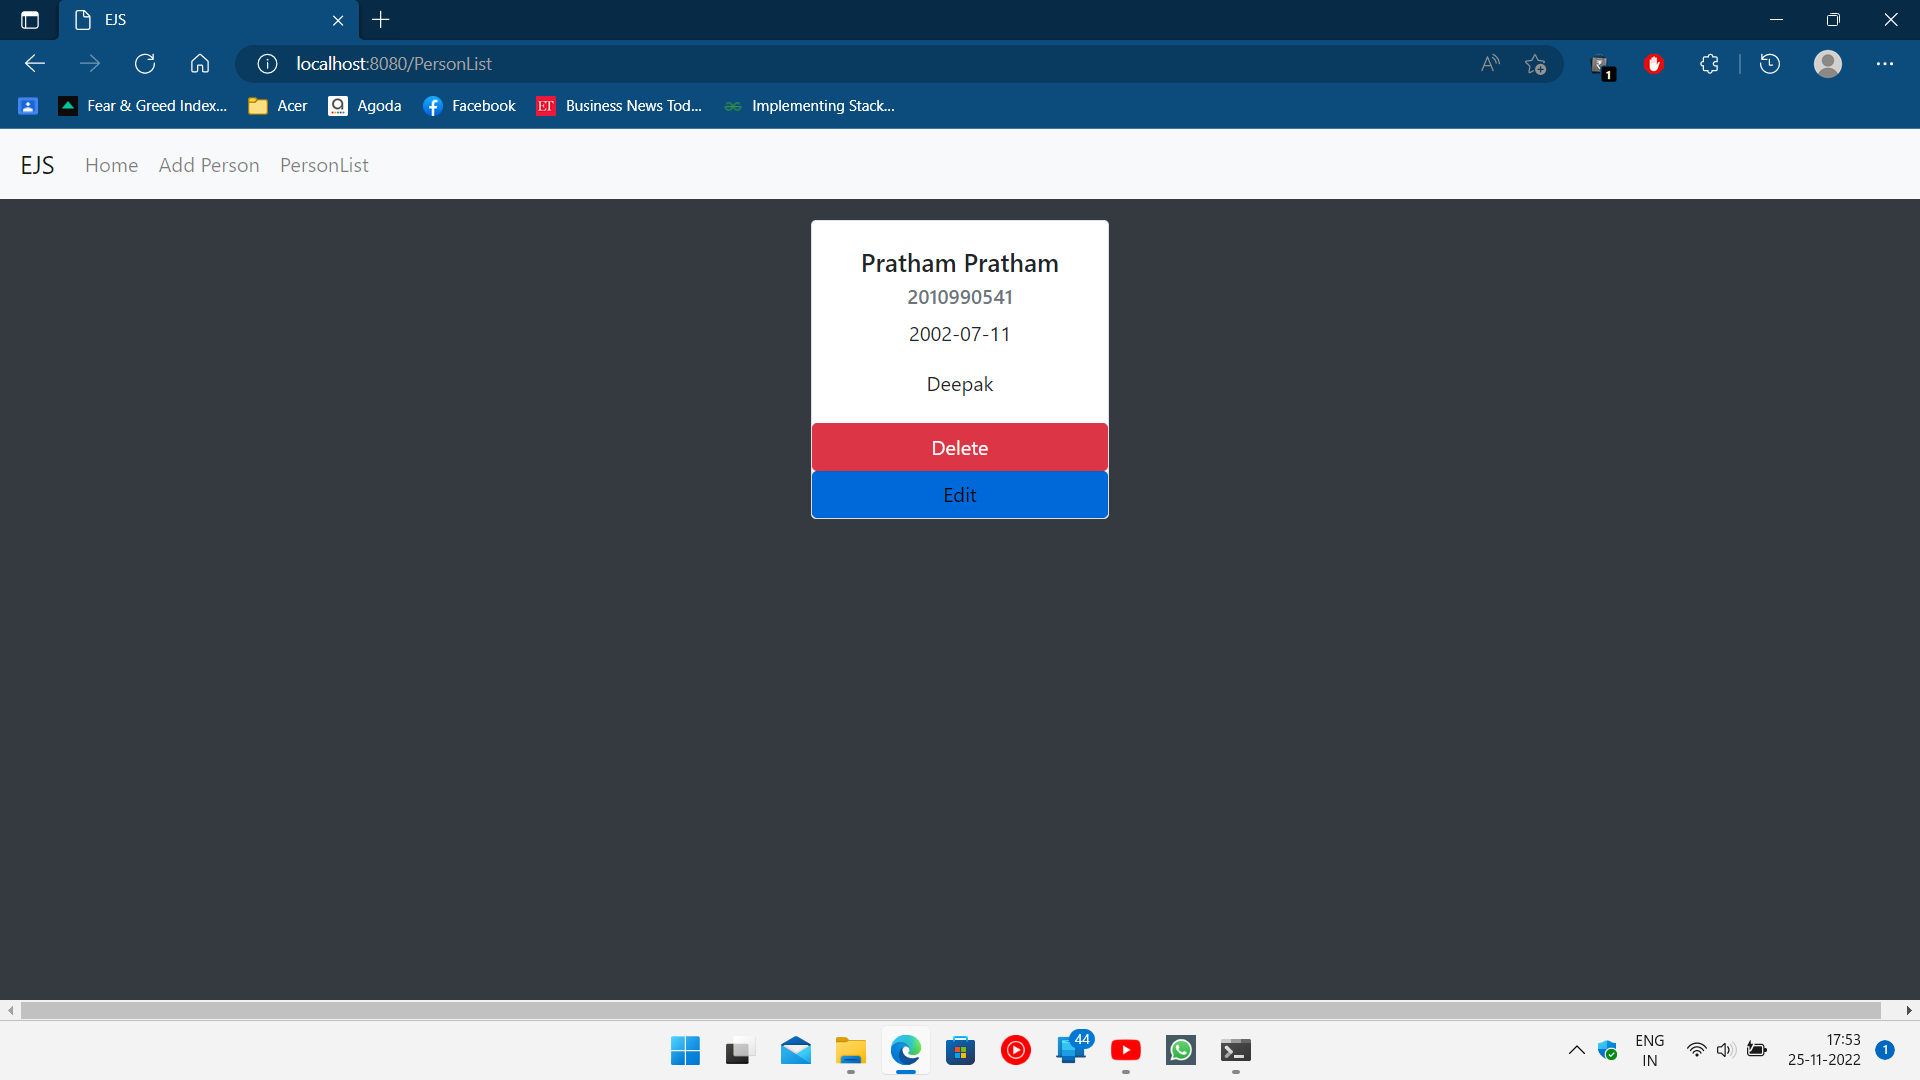 EJS
localhost:8080/PersonList
1
Fear & Greed Index...
Acer
Agoda
Facebook
ET
Business News Tod...
Implementing Stack...
EJS
Home
Add Person
PersonList
Pratham Pratham
2010990541
2002-07-11
Deepak
Delete
Edit
44
ENG
IN
17:53
25-11-2022
1